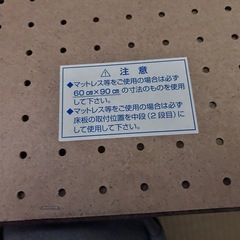 ⚠ 注意
◆マットレス等をご使用の場合は必ず
60㎝×90㎝の寸法のものを使用
して下さい。
◆マットレス等をご使用の場合は必ず
床板の取付位置を中段(2段目)に
して使用して下さい。